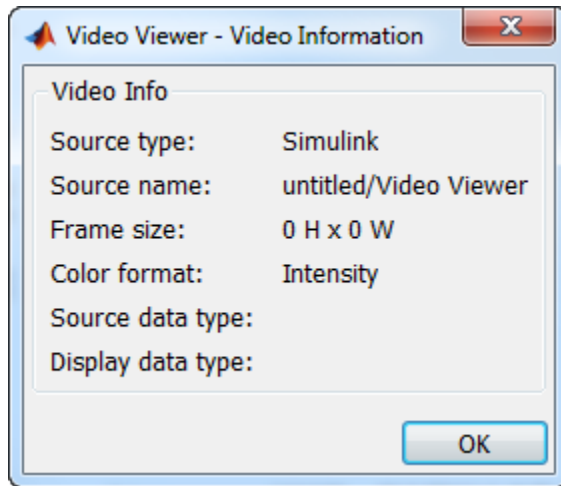 Video Viewer - Video Information
Video Info
Source type: Simulink
Source name: untitled/Video Viewer
Frame size: 0 H x 0 W
Color format: Intensity
Source data type:
Display data type:
OK